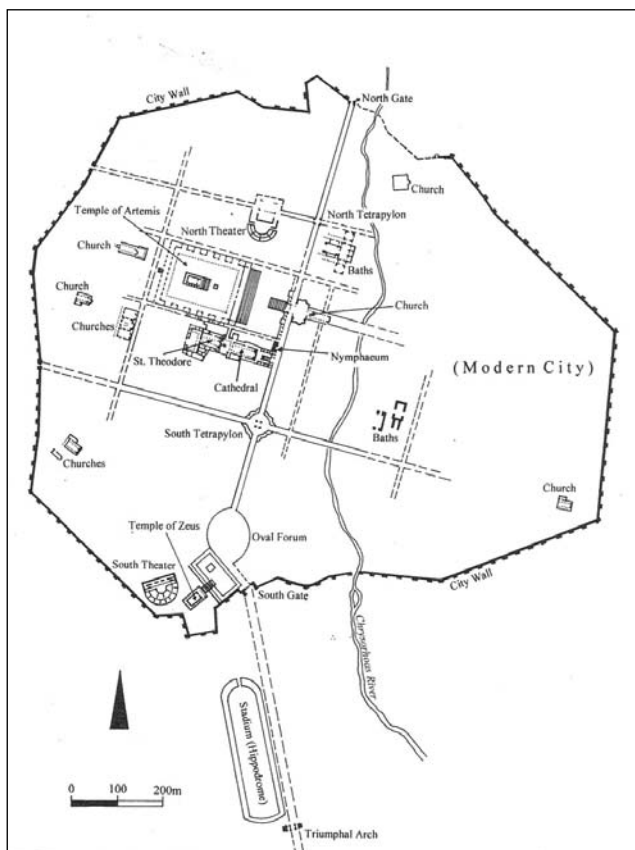 City Wall
North Gate
Church
Temple of Artemis
North Theater
North Tetrapylon
Church
Baths
Church
Church
Churches
St. Theodore
Nymphaeum
Cathedral
(Modern City)
South Tetrapylon
Baths
Churches
Church
Temple of Zeus
Oval Forum
South Theater
City Wall
South Gate
Chrysorhoas River
Stadium (Hippodrome)
0 100 200m
Triumphal Arch